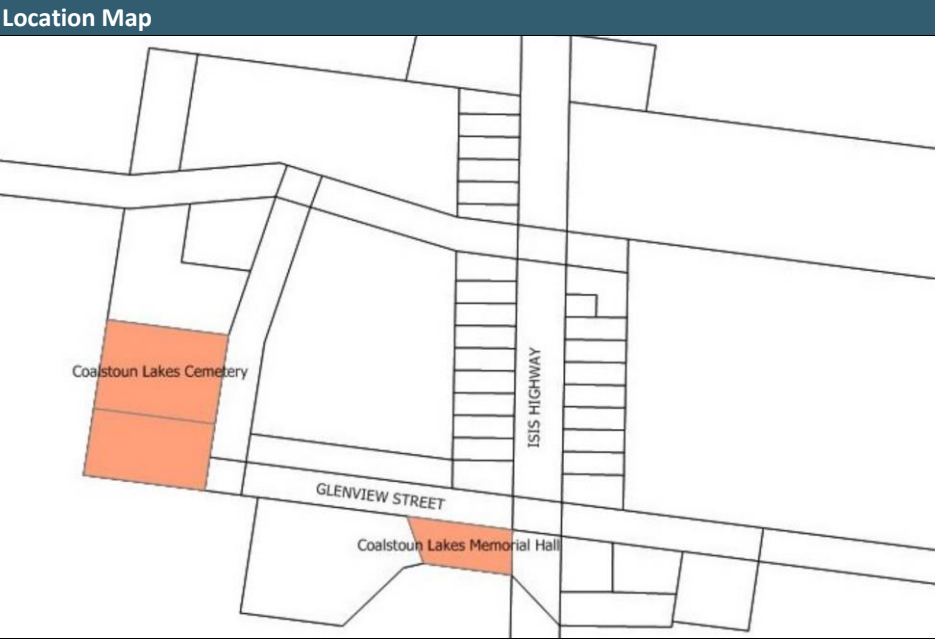 Location Map
Coalstoun Lakes Cemetery
ISIS HIGHWAY
GLENVIEW STREET
Coalstoun Lakes Memorial Hall